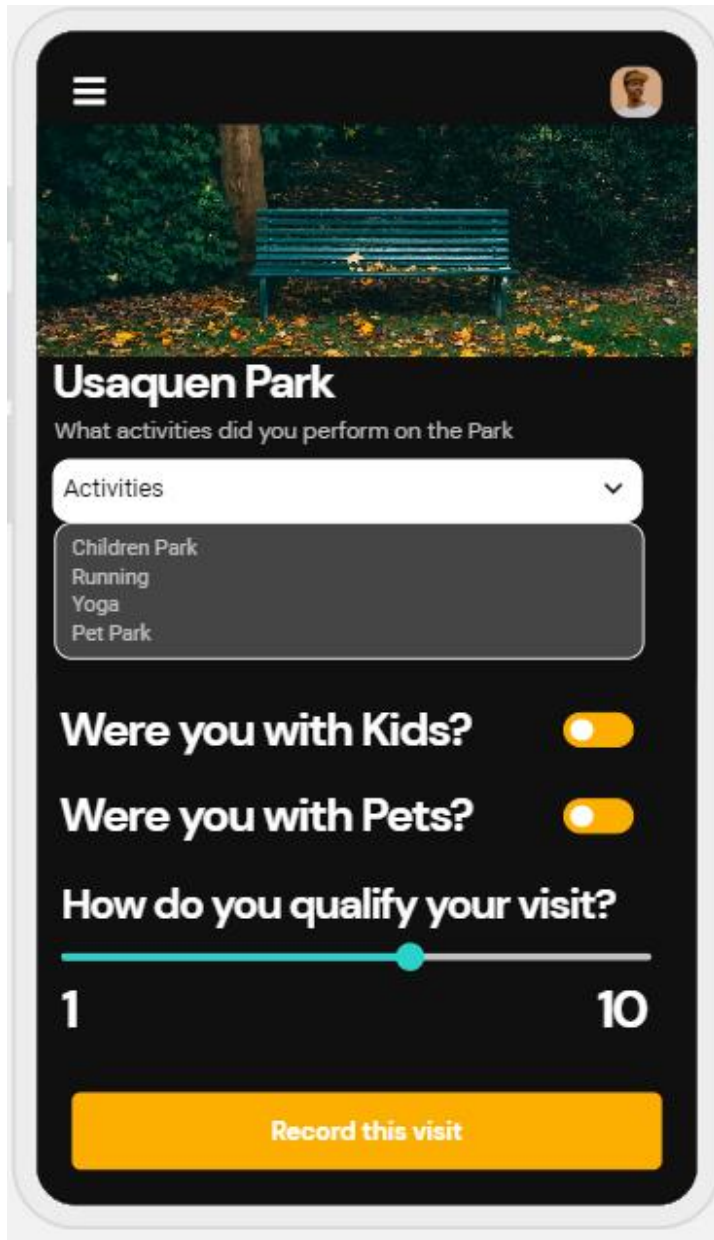 Usaquen Park
What activities did you perform on the Park
Activities
Children Park
Running
Yoga
Pet Park
Were you with Kids?
Were you with Pets?
How do you qualify your visit?
1 10
Record this visit